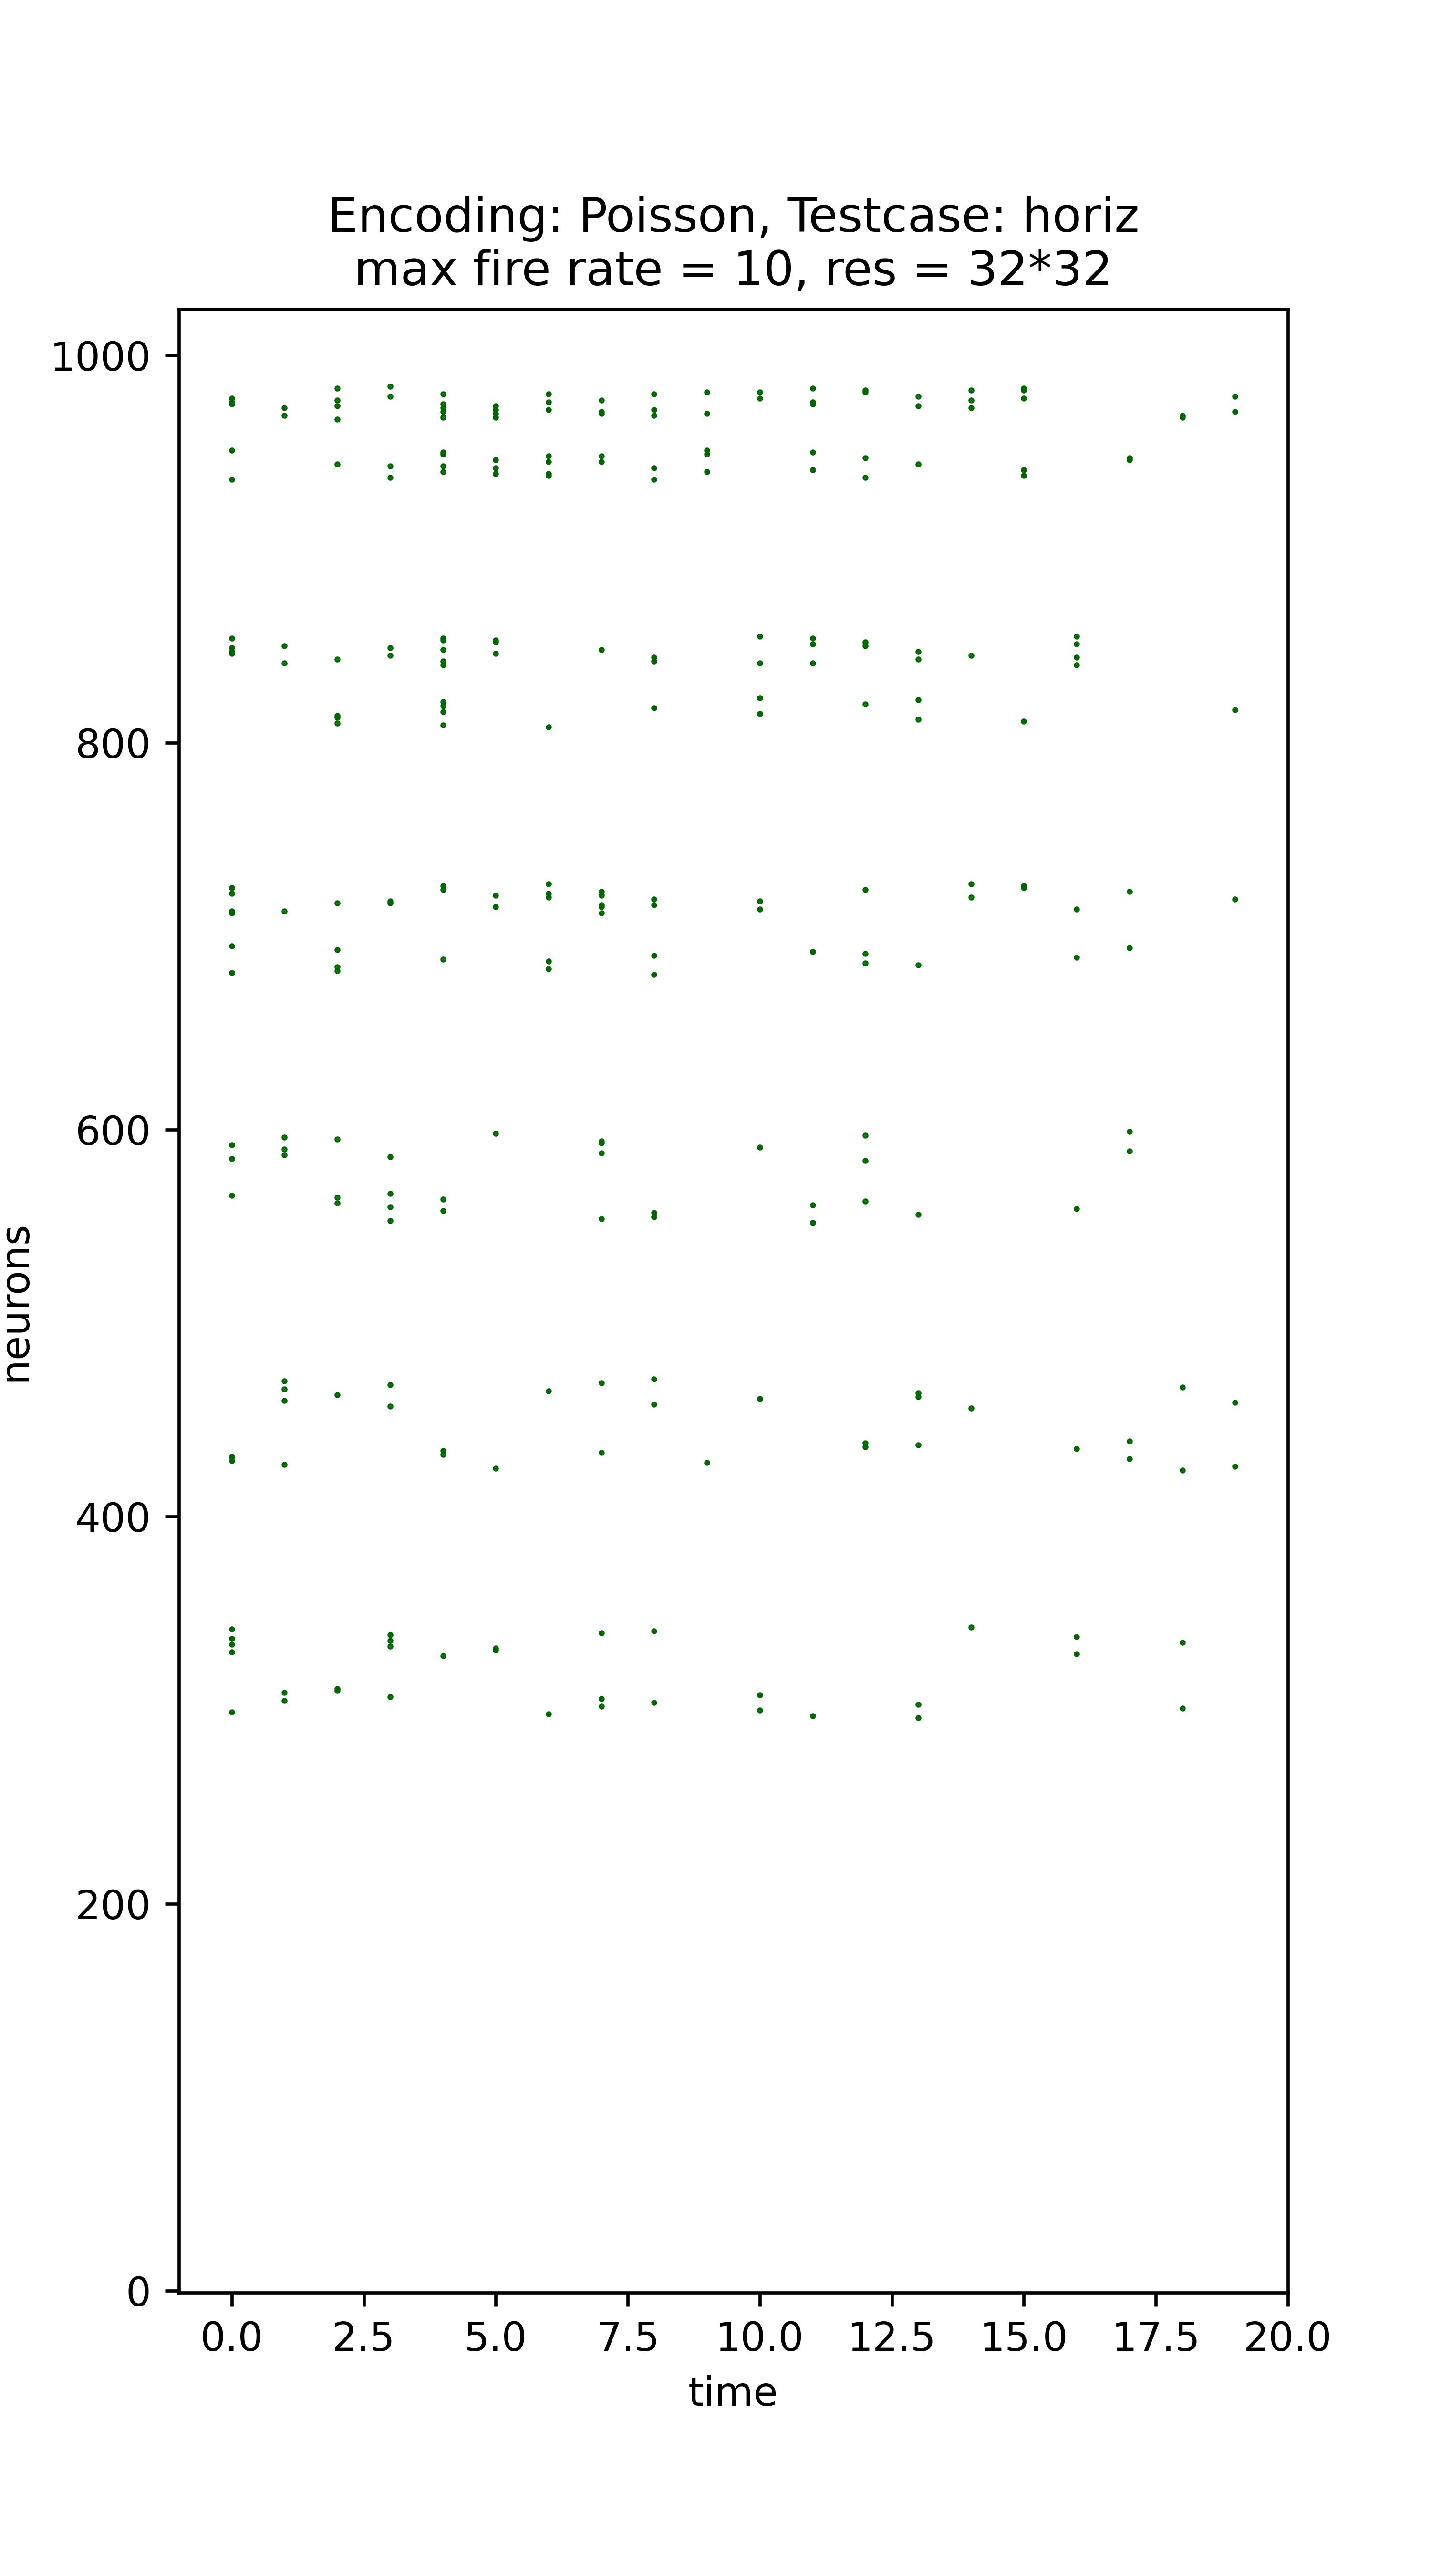 Encoding: Poisson, Testcase: horiz
max fire rate = 10, res = 32*32
1000
800
600
neurons
400
200
0
0.0 2.5 5.0 7.5 10.0 12.5 15.0 17.5 20.0
time